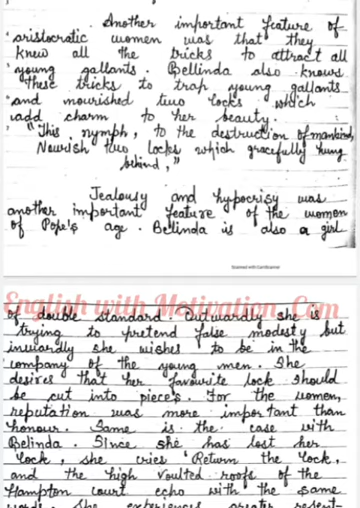 Another important feature of
aristocratic women was that they
knew all the tricks to attract all
young gallants. Bellinda also knows
these tricks to trap young gallants
and nourished two locks which
add charm to her beauty.
"This nymph, to the destruction of mankind,
Nourish two locks which gracefully hung
behind,"
Jealousy and hypocrisy was
another important feature of the women
of Pope's age. Belinda is also a girl
Scanned with CamScanner
English with Motivation. Com
of double standard. Outwardly she is
trying to pretend false modesty but
inwardly she wishes to be in the
company of the young men. She
desires that her favourite lock should
be cut into pieces. For the women,
reputation was more important than
honour. Same is the case with
Belinda. Since she has lost her
lock, she cries 'Return the lock,
and the high voulted roofs of the
Hampton court echo with the same
words. She experiences greater resent-